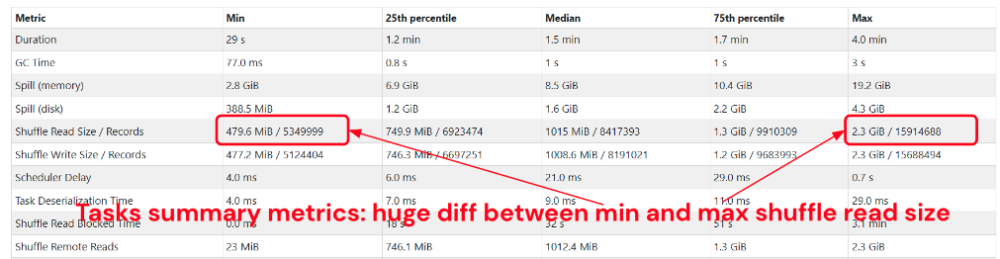 Metric Min 25th percentile Median 75th percentile Max
Duration 29 s 1.2 min 1.5 min 1.7 min 4.0 min
GC Time 77.0 ms 0.8 s 1 s 1 s 3 s
Spill (memory) 2.8 GiB 6.9 GiB 8.5 GiB 10.4 GiB 19.2 GiB
Spill (disk) 388.5 MiB 1.2 GiB 1.6 GiB 2.2 GiB 4.3 GiB
Shuffle Read Size / Records 479.6 MiB / 5349999 749.9 MiB / 6923474 1015 MiB / 8417393 1.3 GiB / 9910309 2.3 GiB / 15914688
Shuffle Write Size / Records 477.2 MiB / 5124404 746.3 MiB / 6697251 1008.6 MiB / 8191021 1.2 GiB / 9683993 2.3 GiB / 15688494
Scheduler Delay 4.0 ms 6.0 ms 21.0 ms 29.0 ms 0.7 s
Task Deserialization Time 4.0 ms 7.0 ms 9.0 ms 11.0 ms 29.0 ms
Tasks summary metrics: huge diff between min and max shuffle read size
Shuffle Read Blocked Time 0.0 ms 18 s 32 s 51 s 3.1 min
Shuffle Remote Reads 23 MiB 746.1 MiB 1012.4 MiB 1.3 GiB 2.3 GiB